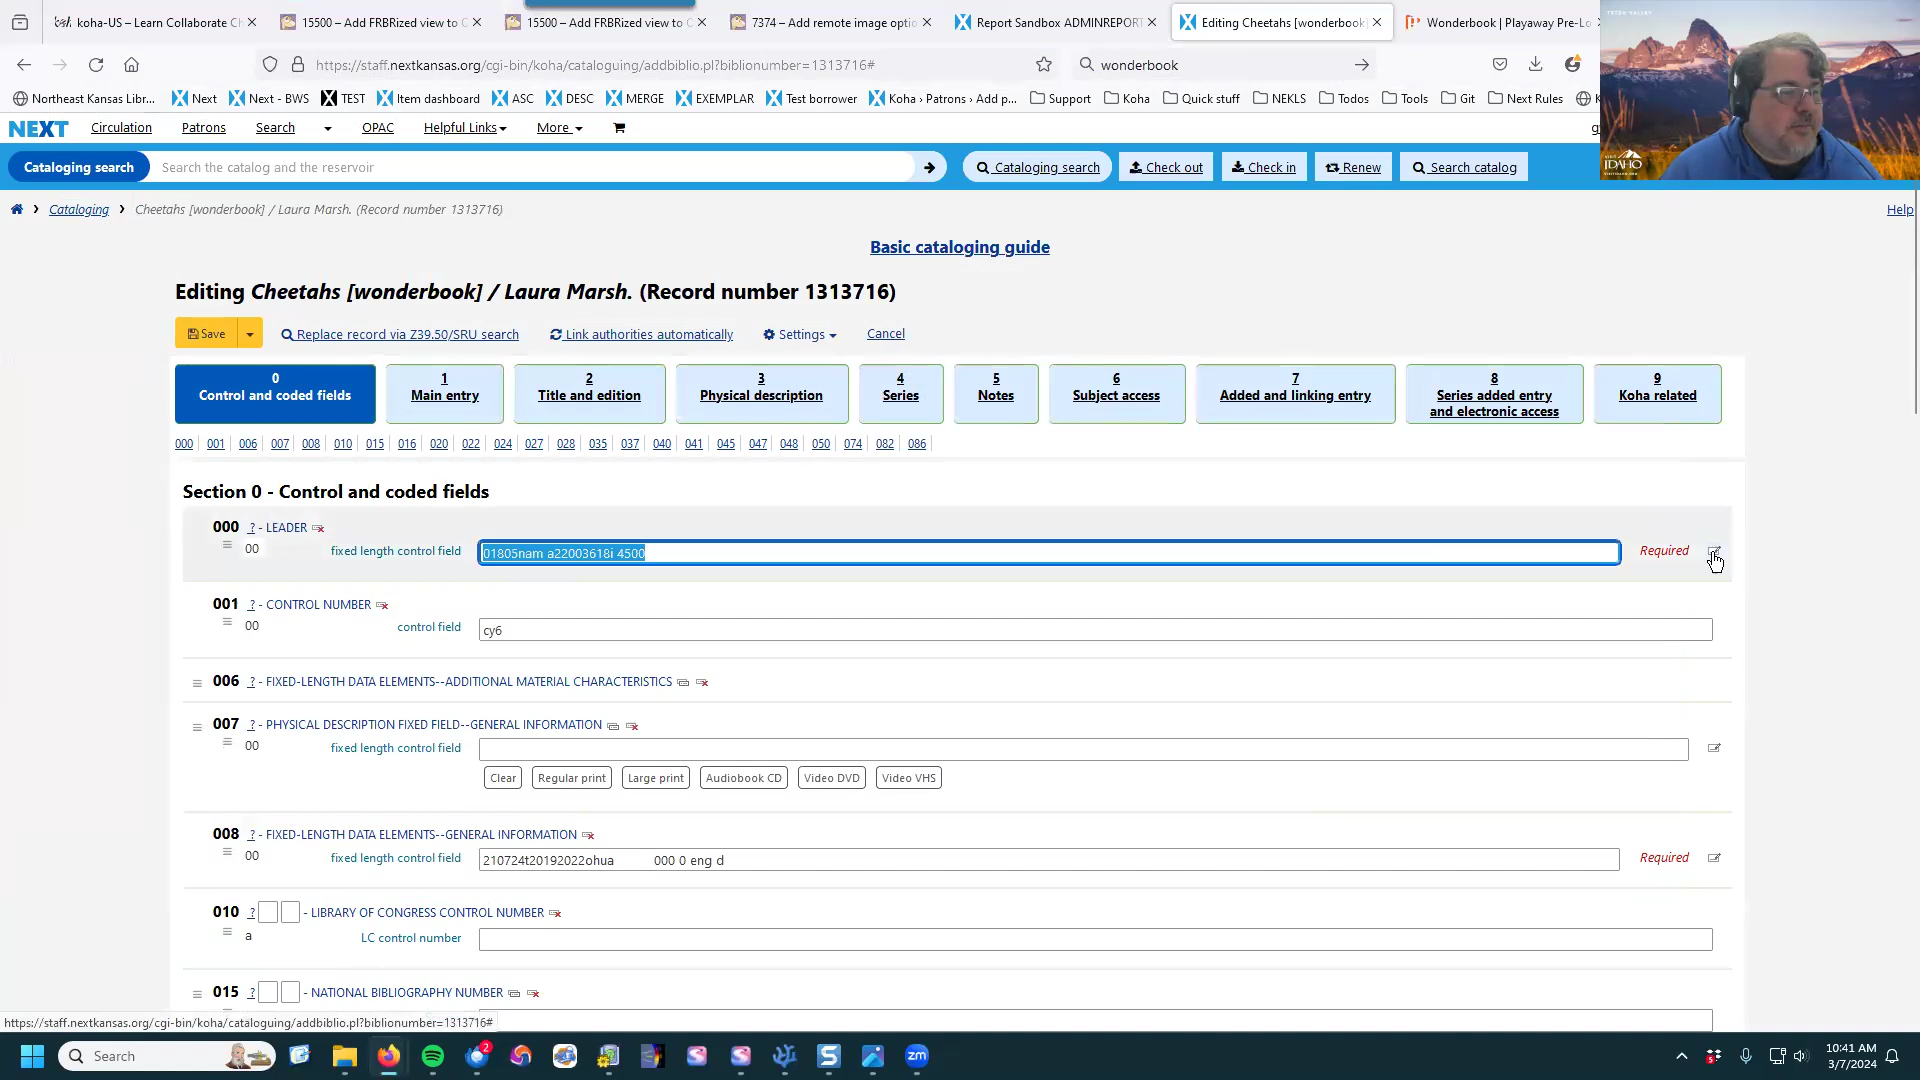 koha-US – Learn Collaborate C
15500 – Add FRBRized view to C
15500 – Add FRBRized view to C
7374 – Add remote image optio
Report Sandbox ADMINREPORT
Editing Cheetahs [wonderbook]
Wonderbook | Playaway Pre-Lo
https://staff.nextkansas.org/cgi-bin/koha/cataloguing/addbiblio.pl?biblionumber=1313716#
wonderbook
Northeast Kansas Libr...
Next
Next - BWS
TEST
Item dashboard
ASC
DESC
MERGE
EXEMPLAR
Test borrower
Koha › Patrons › Add p...
Support
Koha
Quick stuff
NEKLS
Todos
Tools
Git
Next Rules
NEXT
Circulation
Patrons
Search
OPAC
Helpful Links
More
IDAHO
Cataloging search
Search the catalog and the reservoir
Cataloging search
Check out
Check in
Renew
Search catalog
Cataloging
Cheetahs [wonderbook] / Laura Marsh. (Record number 1313716)
Help
Basic cataloging guide
Editing Cheetahs [wonderbook] / Laura Marsh. (Record number 1313716)
Save
Replace record via Z39.50/SRU search
Link authorities automatically
Settings
Cancel
0
Control and coded fields
1
Main entry
2
Title and edition
3
Physical description
4
Series
5
Notes
6
Subject access
7
Added and linking entry
8
Series added entry
and electronic access
9
Koha related
000 001 006 007 008 010 015 016 020 022 024 027 028 035 037 040 041 045 047 048 050 074 082 086
Section 0 - Control and coded fields
000 ? - LEADER
00 fixed length control field 01805nam a22003618i 4500 Required
001 ? - CONTROL NUMBER
00 control field cy6
006 ? - FIXED-LENGTH DATA ELEMENTS--ADDITIONAL MATERIAL CHARACTERISTICS
007 ? - PHYSICAL DESCRIPTION FIXED FIELD--GENERAL INFORMATION
00 fixed length control field
Clear Regular print Large print Audiobook CD Video DVD Video VHS
008 ? - FIXED-LENGTH DATA ELEMENTS--GENERAL INFORMATION
00 fixed length control field 210724t20192022ohua 000 0 eng d Required
010 ? - LIBRARY OF CONGRESS CONTROL NUMBER
a LC control number
015 ? - NATIONAL BIBLIOGRAPHY NUMBER
https://staff.nextkansas.org/cgi-bin/koha/cataloguing/addbiblio.pl?biblionumber=1313716#
Search
2
zm
10:41 AM
3/7/2024